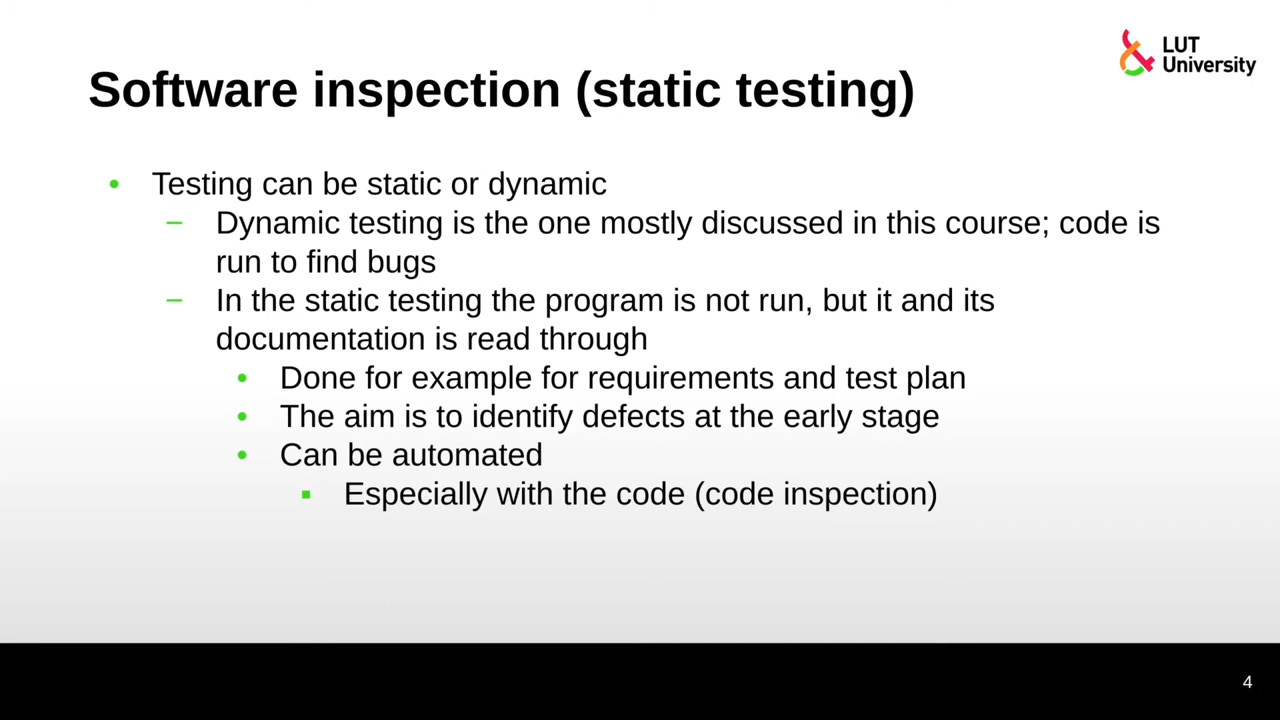 LUT
University
Software inspection (static testing)
• Testing can be static or dynamic
– Dynamic testing is the one mostly discussed in this course; code is
run to find bugs
– In the static testing the program is not run, but it and its
documentation is read through
• Done for example for requirements and test plan
• The aim is to identify defects at the early stage
• Can be automated
▪ Especially with the code (code inspection)
4